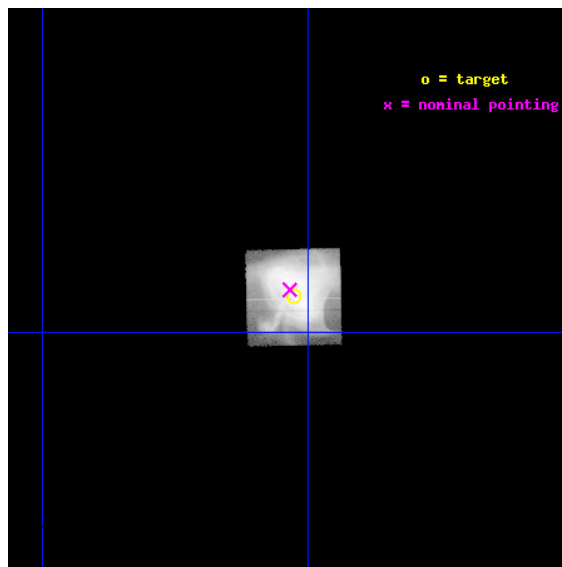 o = target
x = nominal pointing